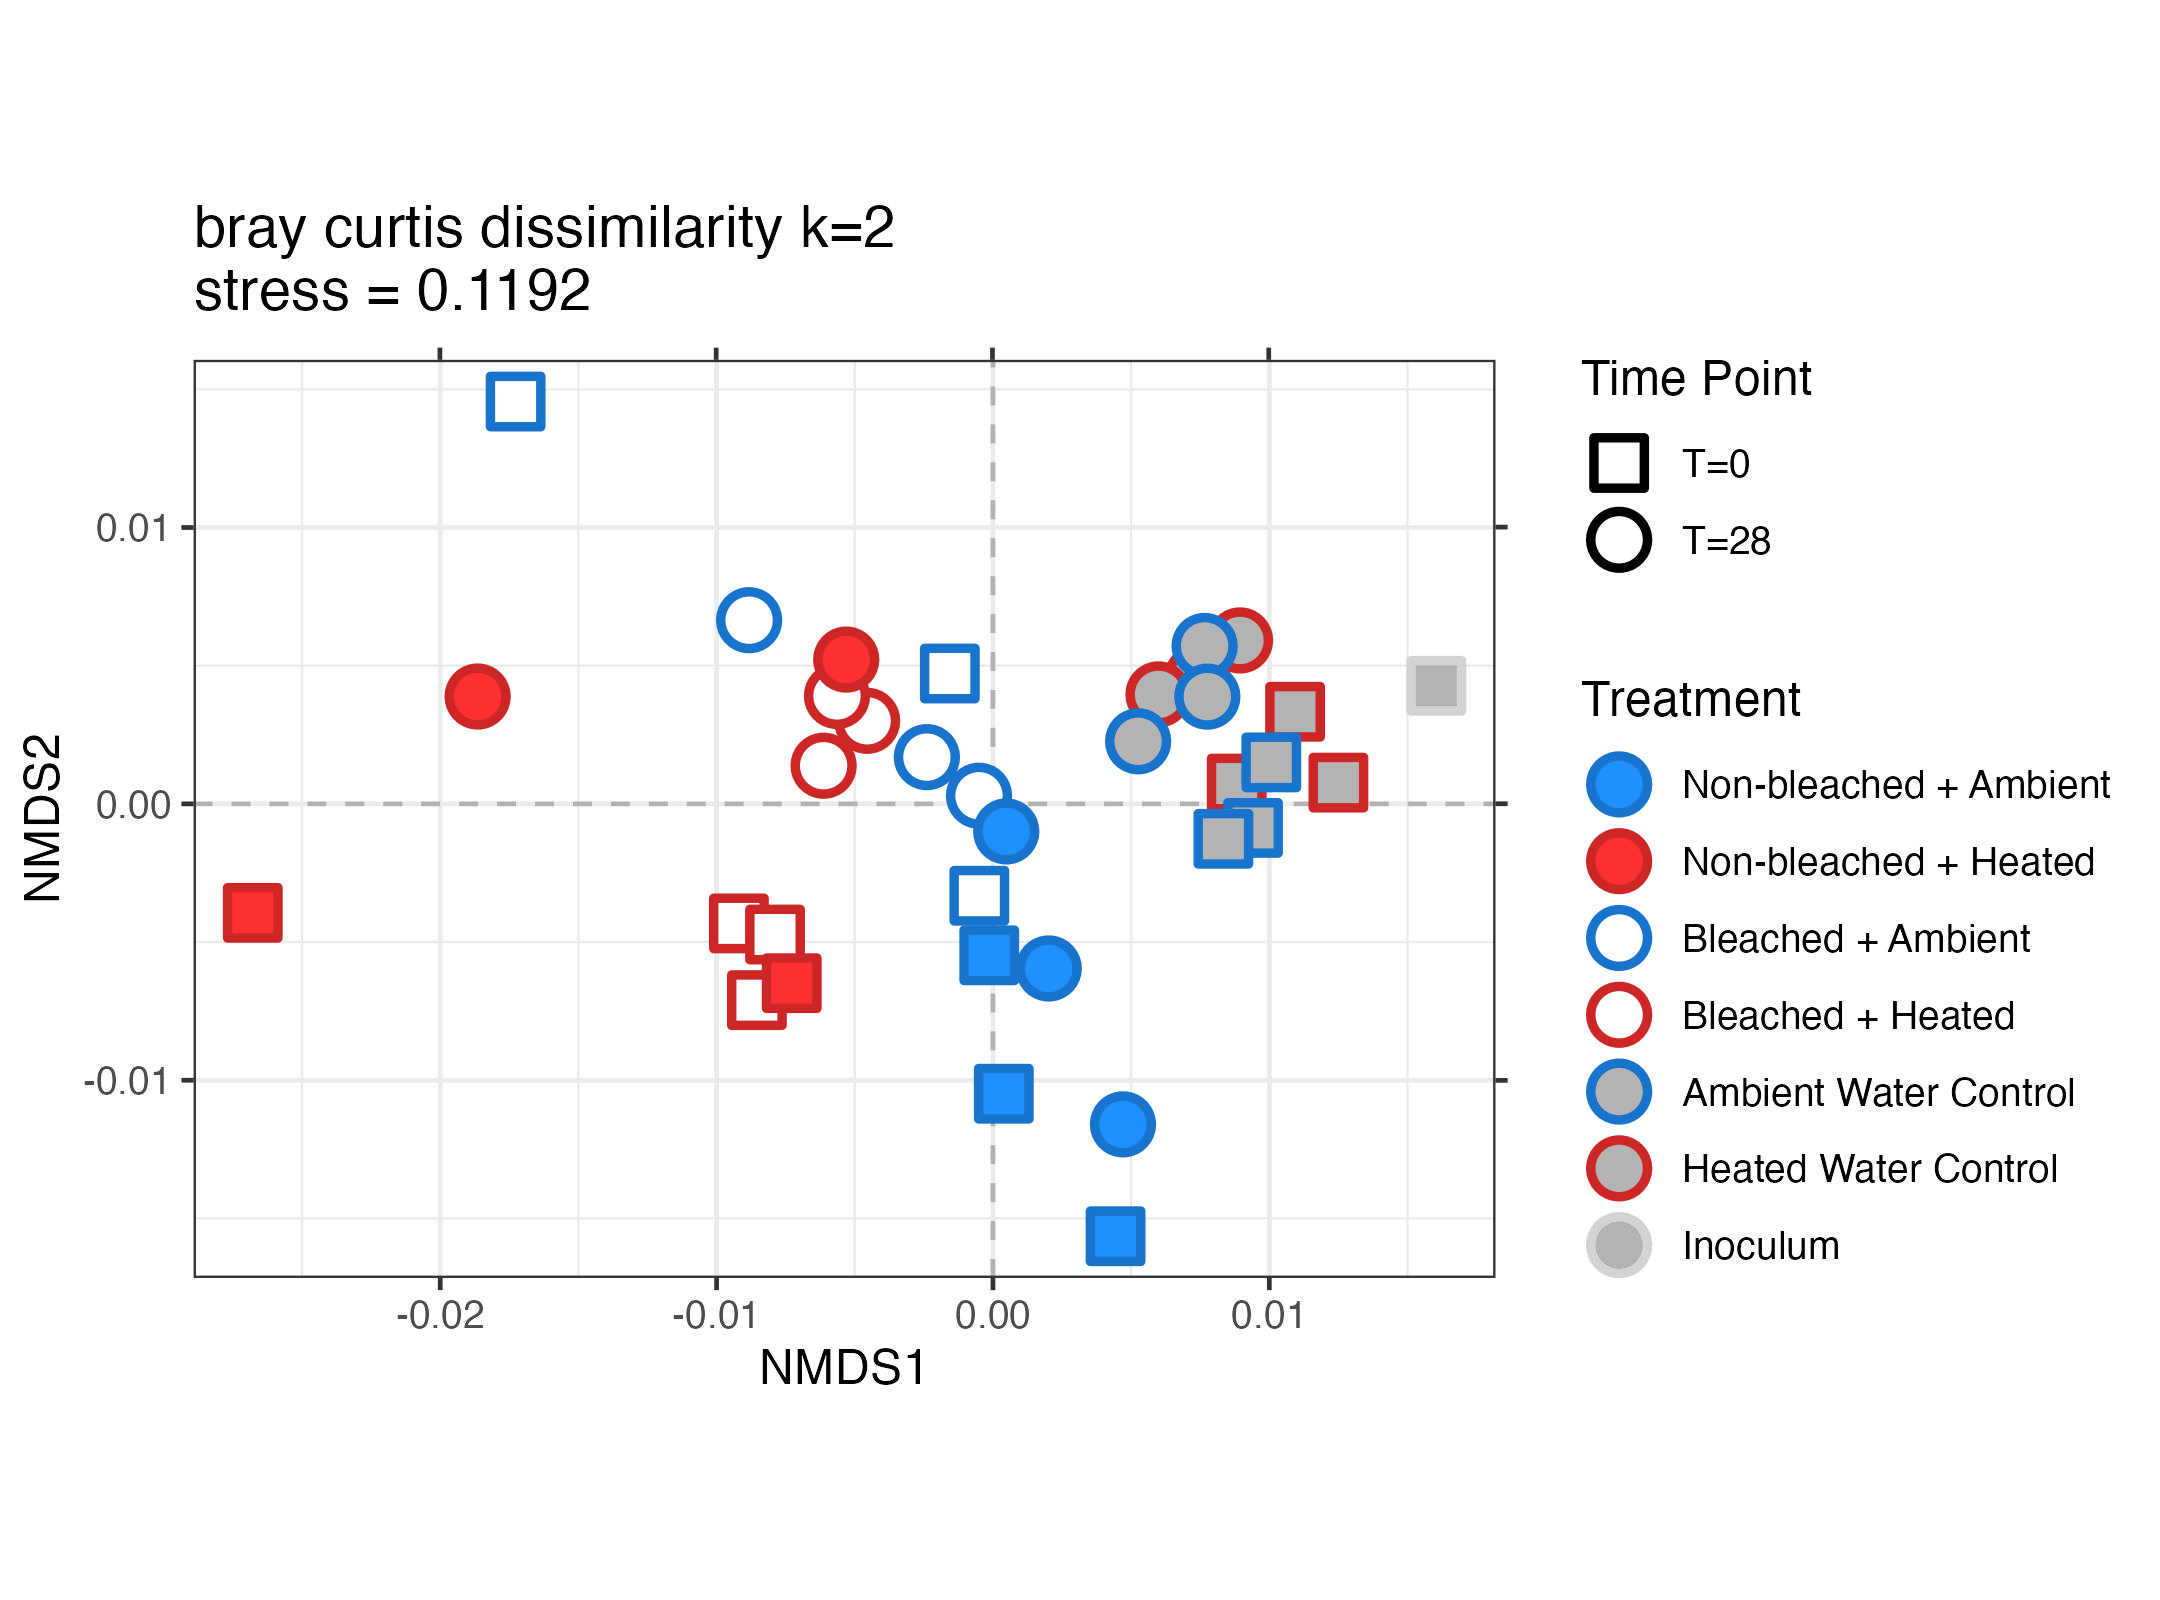 bray curtis dissimilarity k=2
stress = 0.1192
Time Point
T=0
T=28
Treatment
Non-bleached + Ambient
Non-bleached + Heated
Bleached + Ambient
Bleached + Heated
Ambient Water Control
Heated Water Control
Inoculum
NMDS2
0.01
0.00
-0.01
-0.02
-0.01
0.00
0.01
NMDS1